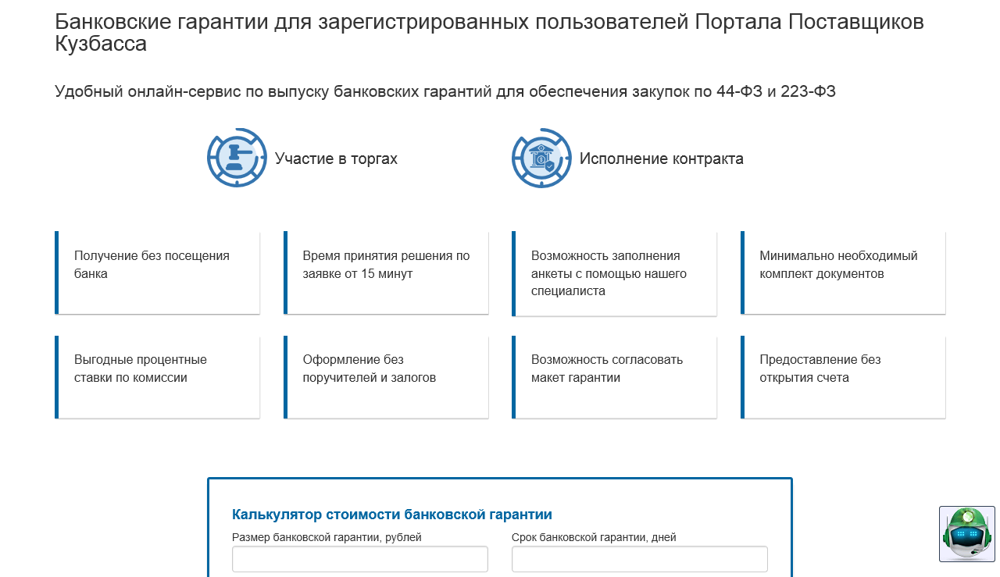 Банковские гарантии для зарегистрированных пользователей Портала Поставщиков
Кузбасса
Удобный онлайн-сервис по выпуску банковских гарантий для обеспечения закупок по 44-ФЗ и 223-ФЗ
Участие в торгах
Исполнение контракта
Получение без посещения
банка
Время принятия решения по
заявке от 15 минут
Возможность заполнения
анкеты с помощью нашего
специалиста
Минимально необходимый
комплект документов
Выгодные процентные
ставки по комиссии
Оформление без
поручителей и залогов
Возможность согласовать
макет гарантии
Предоставление без
открытия счета
Калькулятор стоимости банковской гарантии
Размер банковской гарантии, рублей
Срок банковской гарантии, дней